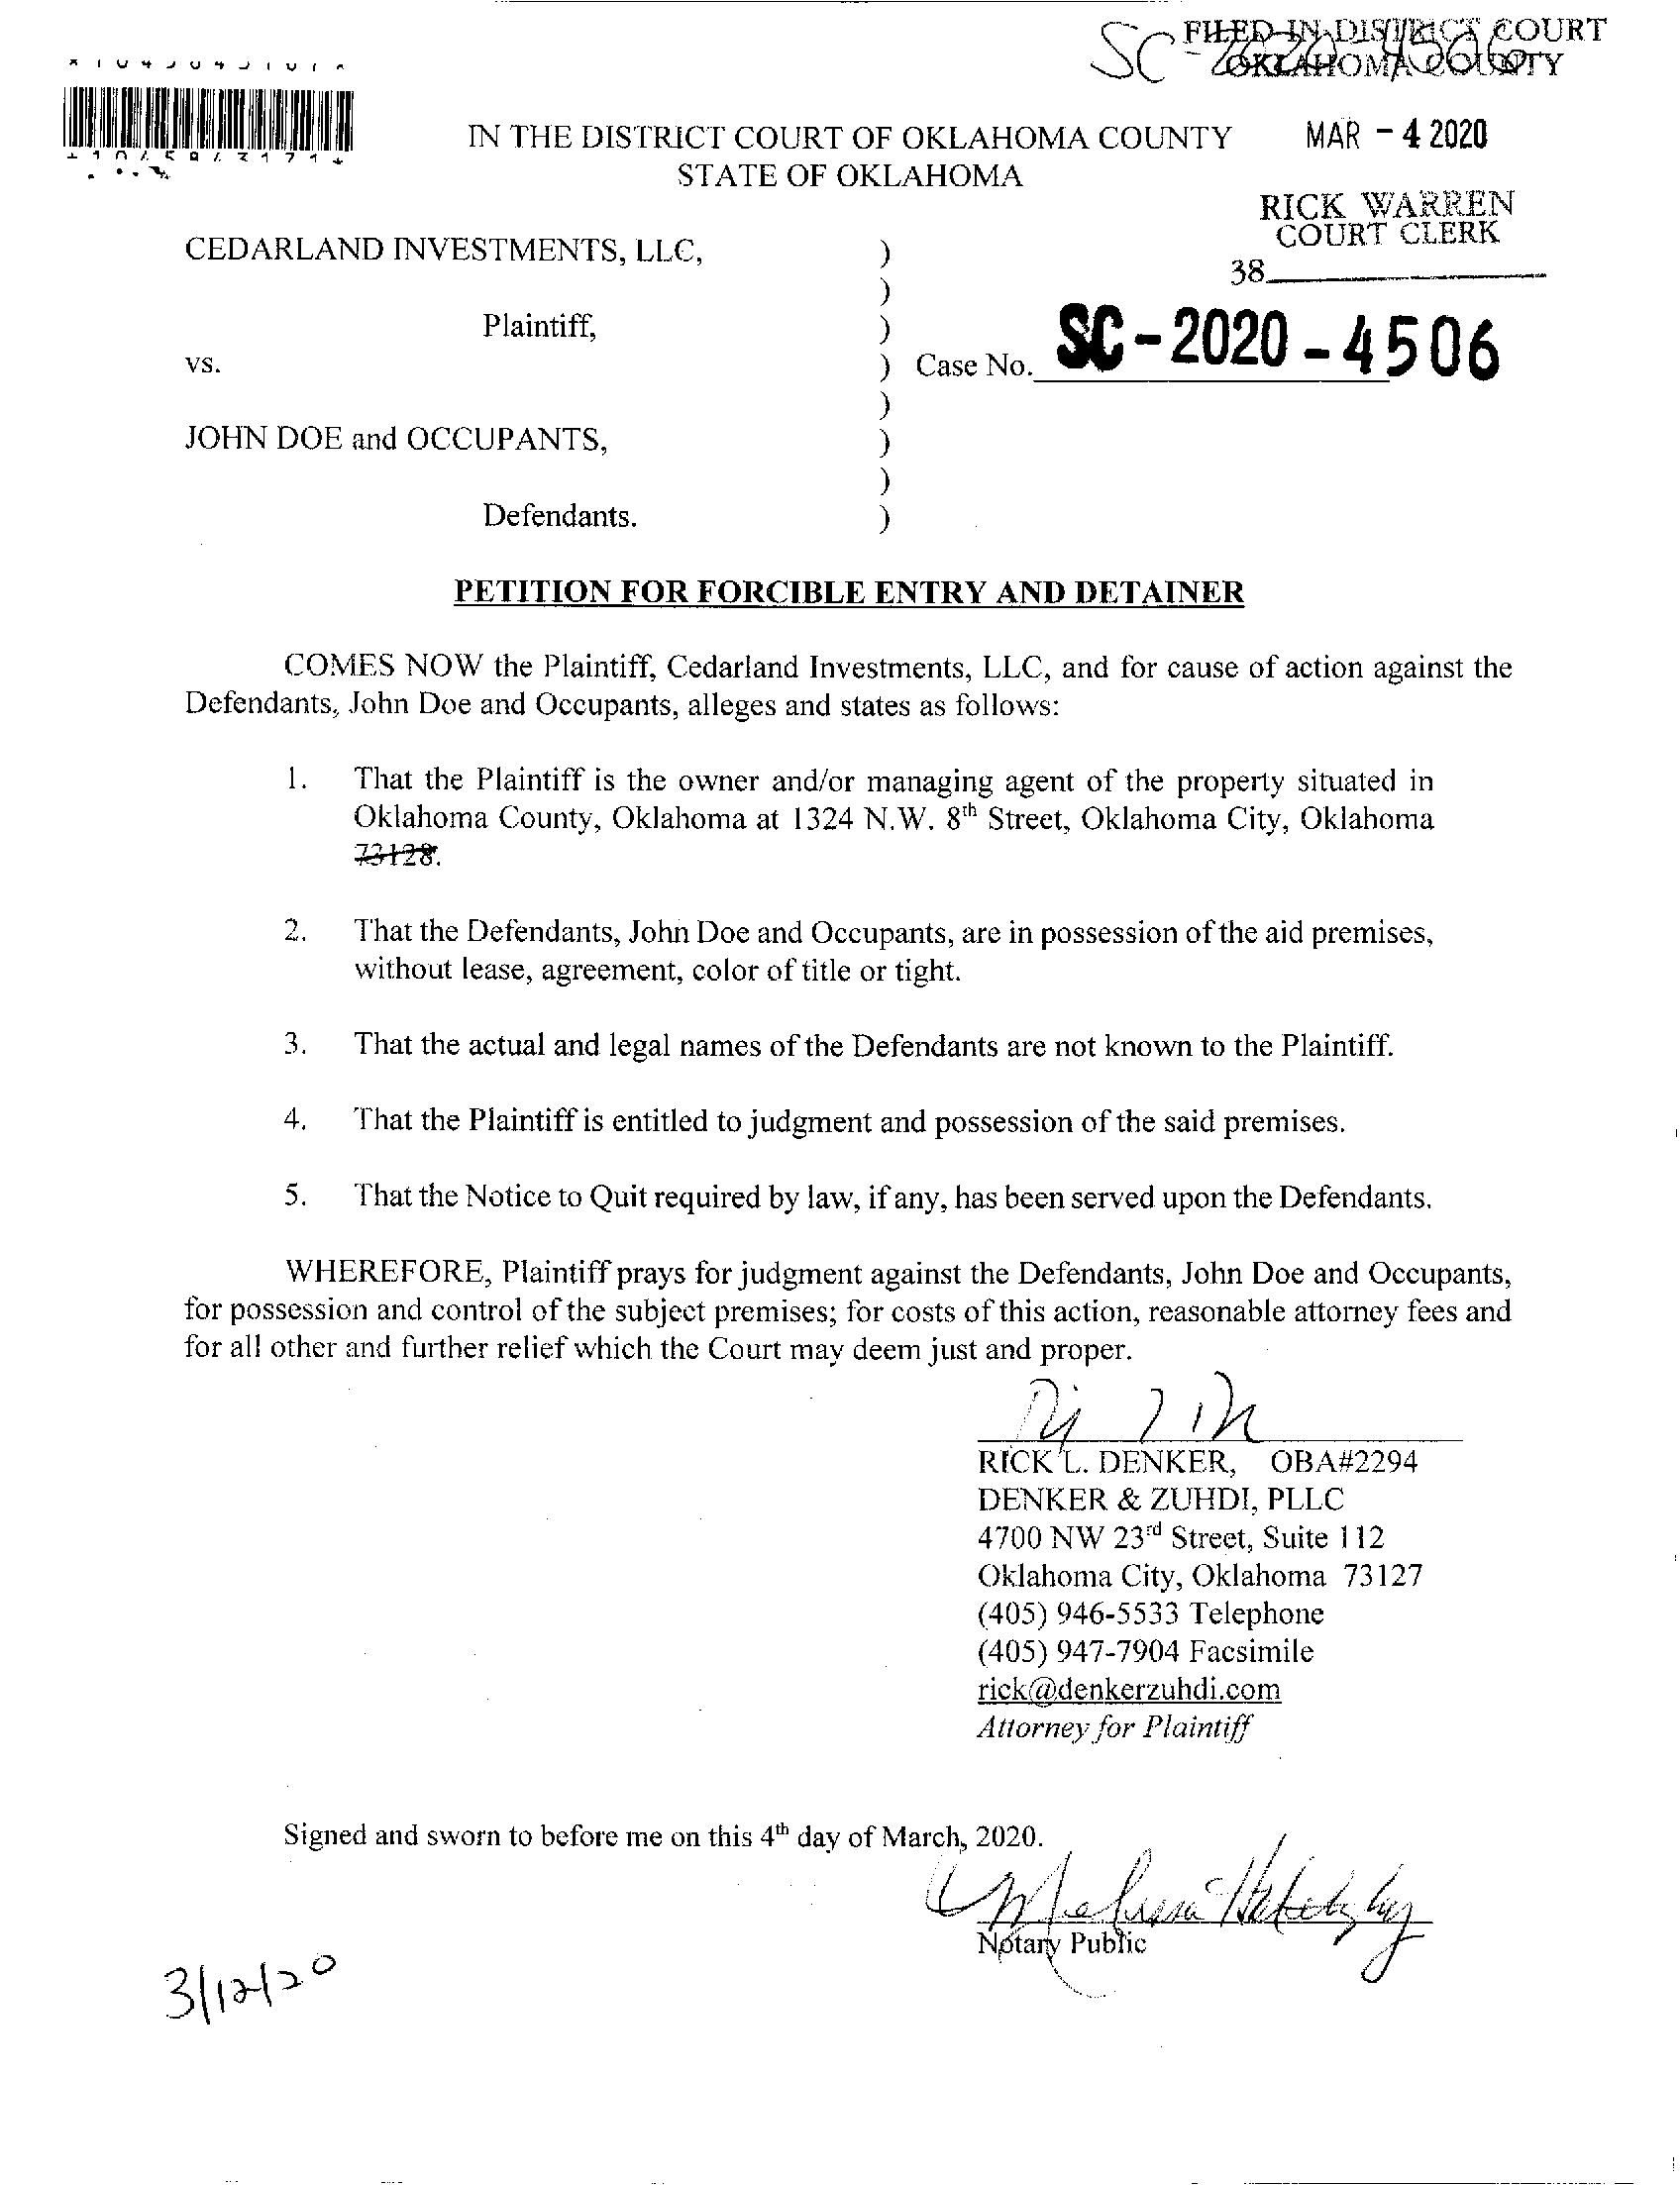 FILED IN DISTRICT COURT
OKLAHOMA COUNTY
SC-2020-4506
IN THE DISTRICT COURT OF OKLAHOMA COUNTY
STATE OF OKLAHOMA
MAR - 4 2020
RICK WARREN
COURT CLERK
38
CEDARLAND INVESTMENTS, LLC, )
)
Plaintiff, )
vs. ) Case No. SC-2020-4506
)
JOHN DOE and OCCUPANTS, )
)
Defendants. )
PETITION FOR FORCIBLE ENTRY AND DETAINER
COMES NOW the Plaintiff, Cedarland Investments, LLC, and for cause of action against the
Defendants, John Doe and Occupants, alleges and states as follows:
1. That the Plaintiff is the owner and/or managing agent of the property situated in
Oklahoma County, Oklahoma at 1324 N.W. 8th Street, Oklahoma City, Oklahoma
73128.
2. That the Defendants, John Doe and Occupants, are in possession of the aid premises,
without lease, agreement, color of title or tight.
3. That the actual and legal names of the Defendants are not known to the Plaintiff.
4. That the Plaintiff is entitled to judgment and possession of the said premises.
5. That the Notice to Quit required by law, if any, has been served upon the Defendants.
WHEREFORE, Plaintiff prays for judgment against the Defendants, John Doe and Occupants,
for possession and control of the subject premises; for costs of this action, reasonable attorney fees and
for all other and further relief which the Court may deem just and proper.
RICK L. DENKER, OBA#2294
DENKER & ZUHDI, PLLC
4700 NW 23rd Street, Suite 112
Oklahoma City, Oklahoma 73127
(405) 946-5533 Telephone
(405) 947-7904 Facsimile
rick@denkerzuhdi.com
Attorney for Plaintiff
Signed and sworn to before me on this 4th day of March, 2020.
Notary Public
3/12/20